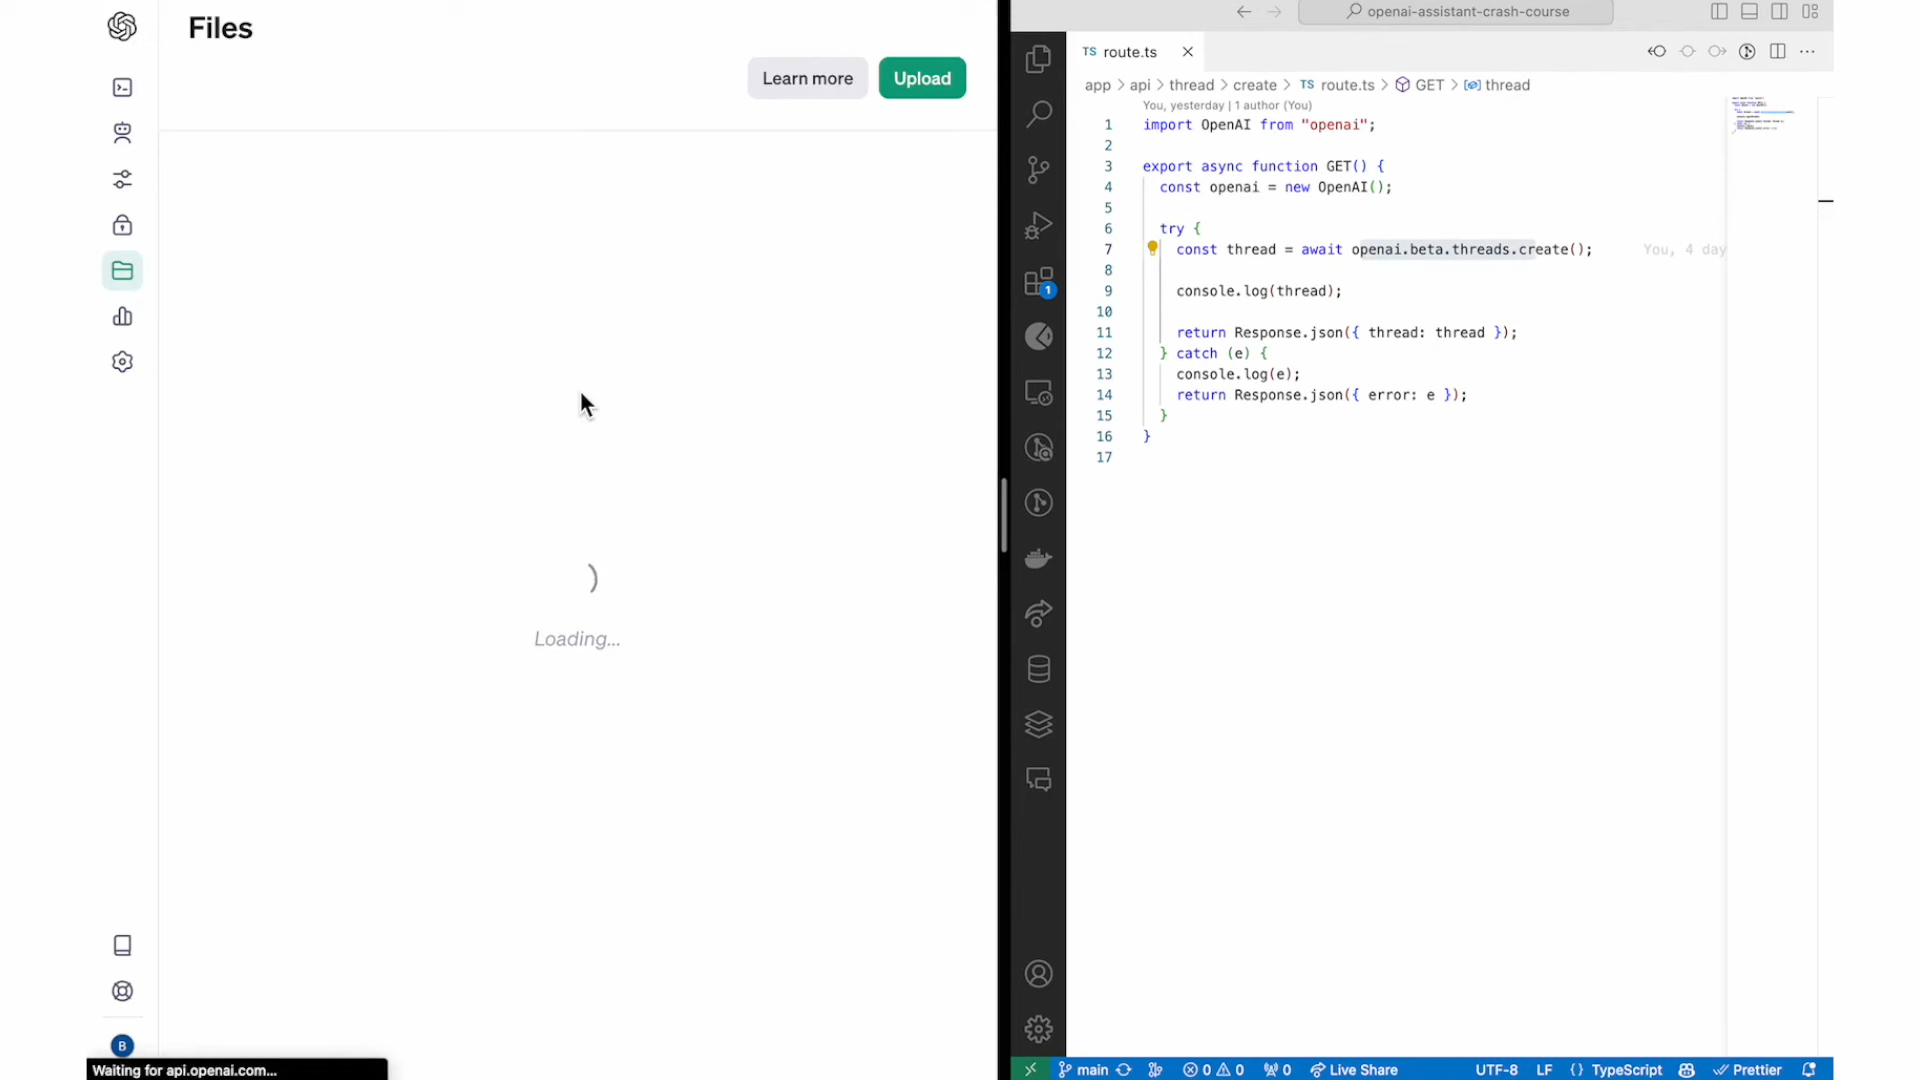 Files
Learn more
Upload
Loading...
B
Waiting for api.openai.com...
openai-assistant-crash-course
TS route.ts
app > api > thread > create > TS route.ts > GET > thread
You, yesterday | 1 author (You)
1 import OpenAI from "openai";
2
3 export async function GET() {
4 const openai = new OpenAI();
5
6 try {
7 const thread = await openai.beta.threads.create(); You, 4 day
8
9 console.log(thread);
10
11 return Response.json({ thread: thread });
12 } catch (e) {
13 console.log(e);
14 return Response.json({ error: e });
15 }
16 }
17
1
main 0 0 0 Live Share UTF-8 LF {} TypeScript Prettier